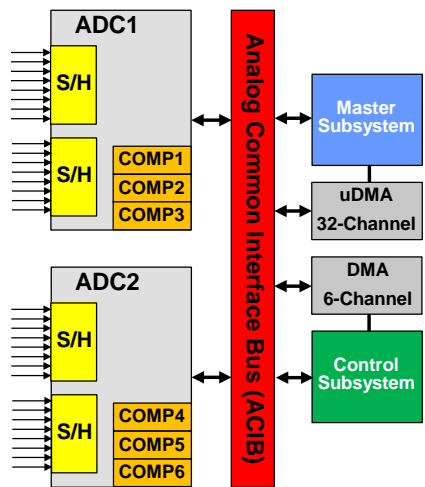 ADC1
S/H
S/H
COMP1
COMP2
COMP3
ADC2
S/H
S/H
COMP4
COMP5
COMP6
Analog Common
Interface Bus (ACIB)
Master
Subsystem
uDMA
32-Channel
DMA
6-Channel
Control
Subsystem